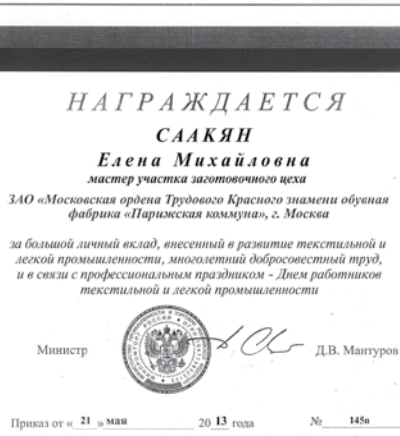 НАГРАЖДАЕТСЯ
СААКЯН
Елена Михайловна
мастер участка заготовочного цеха
ЗАО «Московская ордена Трудового Красного знамени обувная
фабрика «Парижская коммуна», г. Москва
за большой личный вклад, внесенный в развитие текстильной и
легкой промышленности, многолетний добросовестный труд,
и в связи с профессиональным праздником – Днем работников
текстильной и легкой промышленности
Министр
Д.В. Мантуров
Приказ от « 21 » мая 20 13 года № 145п